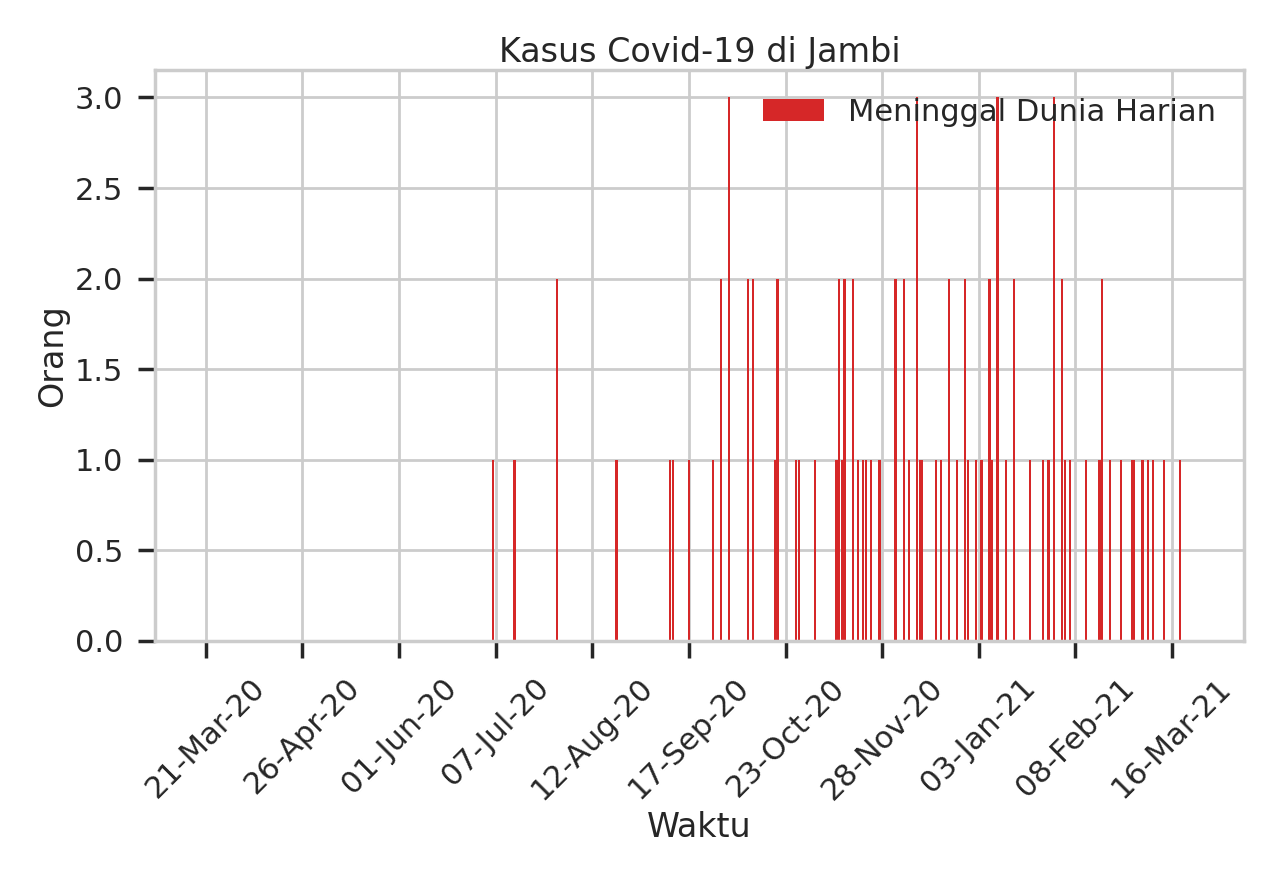 Kasus Covid-19 di Jambi
Meninggal Dunia Harian
Orang
3.0
2.5
2.0
1.5
1.0
0.5
0.0
21-Mar-20
26-Apr-20
01-Jun-20
07-Jul-20
12-Aug-20
17-Sep-20
23-Oct-20
28-Nov-20
03-Jan-21
08-Feb-21
16-Mar-21
Waktu